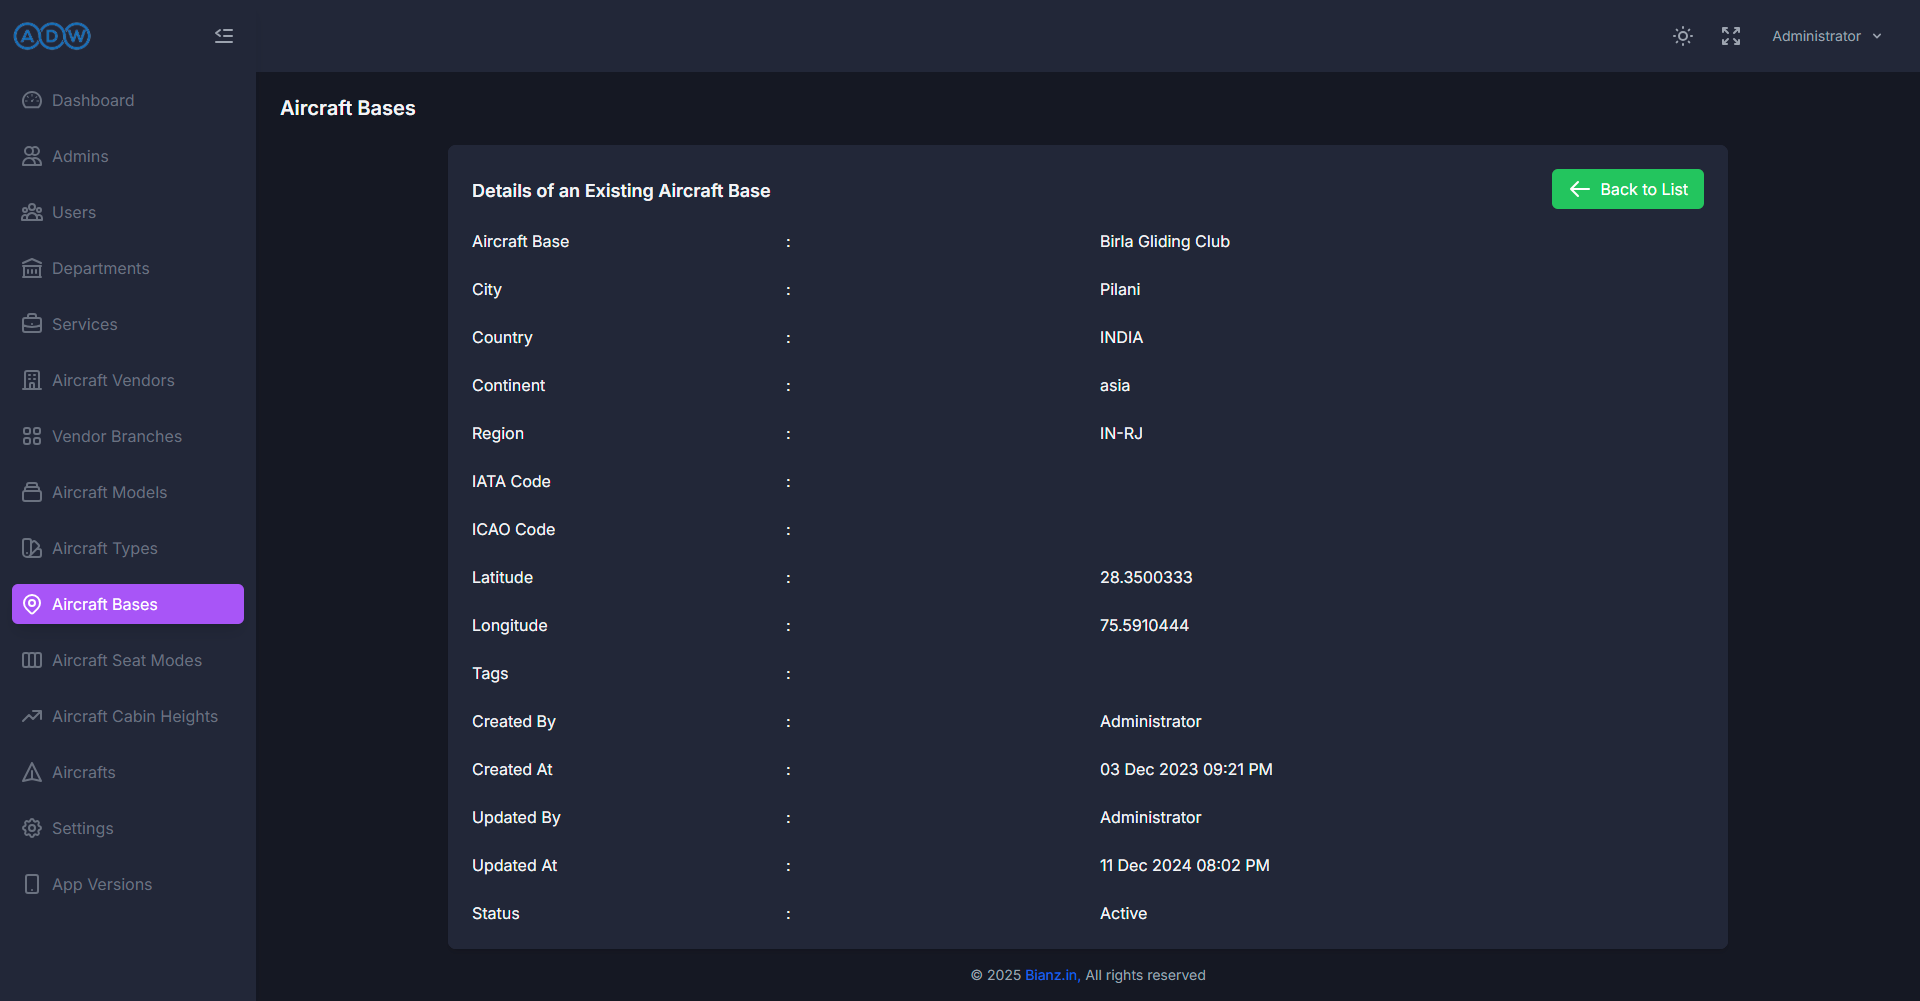 ADW
Administrator
Dashboard
Admins
Users
Departments
Services
Aircraft Vendors
Vendor Branches
Aircraft Models
Aircraft Types
Aircraft Bases
Aircraft Seat Modes
Aircraft Cabin Heights
Aircrafts
Settings
App Versions
Aircraft Bases
Details of an Existing Aircraft Base
Back to List
Aircraft Base : Birla Gliding Club
City : Pilani
Country : INDIA
Continent : asia
Region : IN-RJ
IATA Code :
ICAO Code :
Latitude : 28.3500333
Longitude : 75.5910444
Tags :
Created By : Administrator
Created At : 03 Dec 2023 09:21 PM
Updated By : Administrator
Updated At : 11 Dec 2024 08:02 PM
Status : Active
© 2025 Bianz.in, All rights reserved